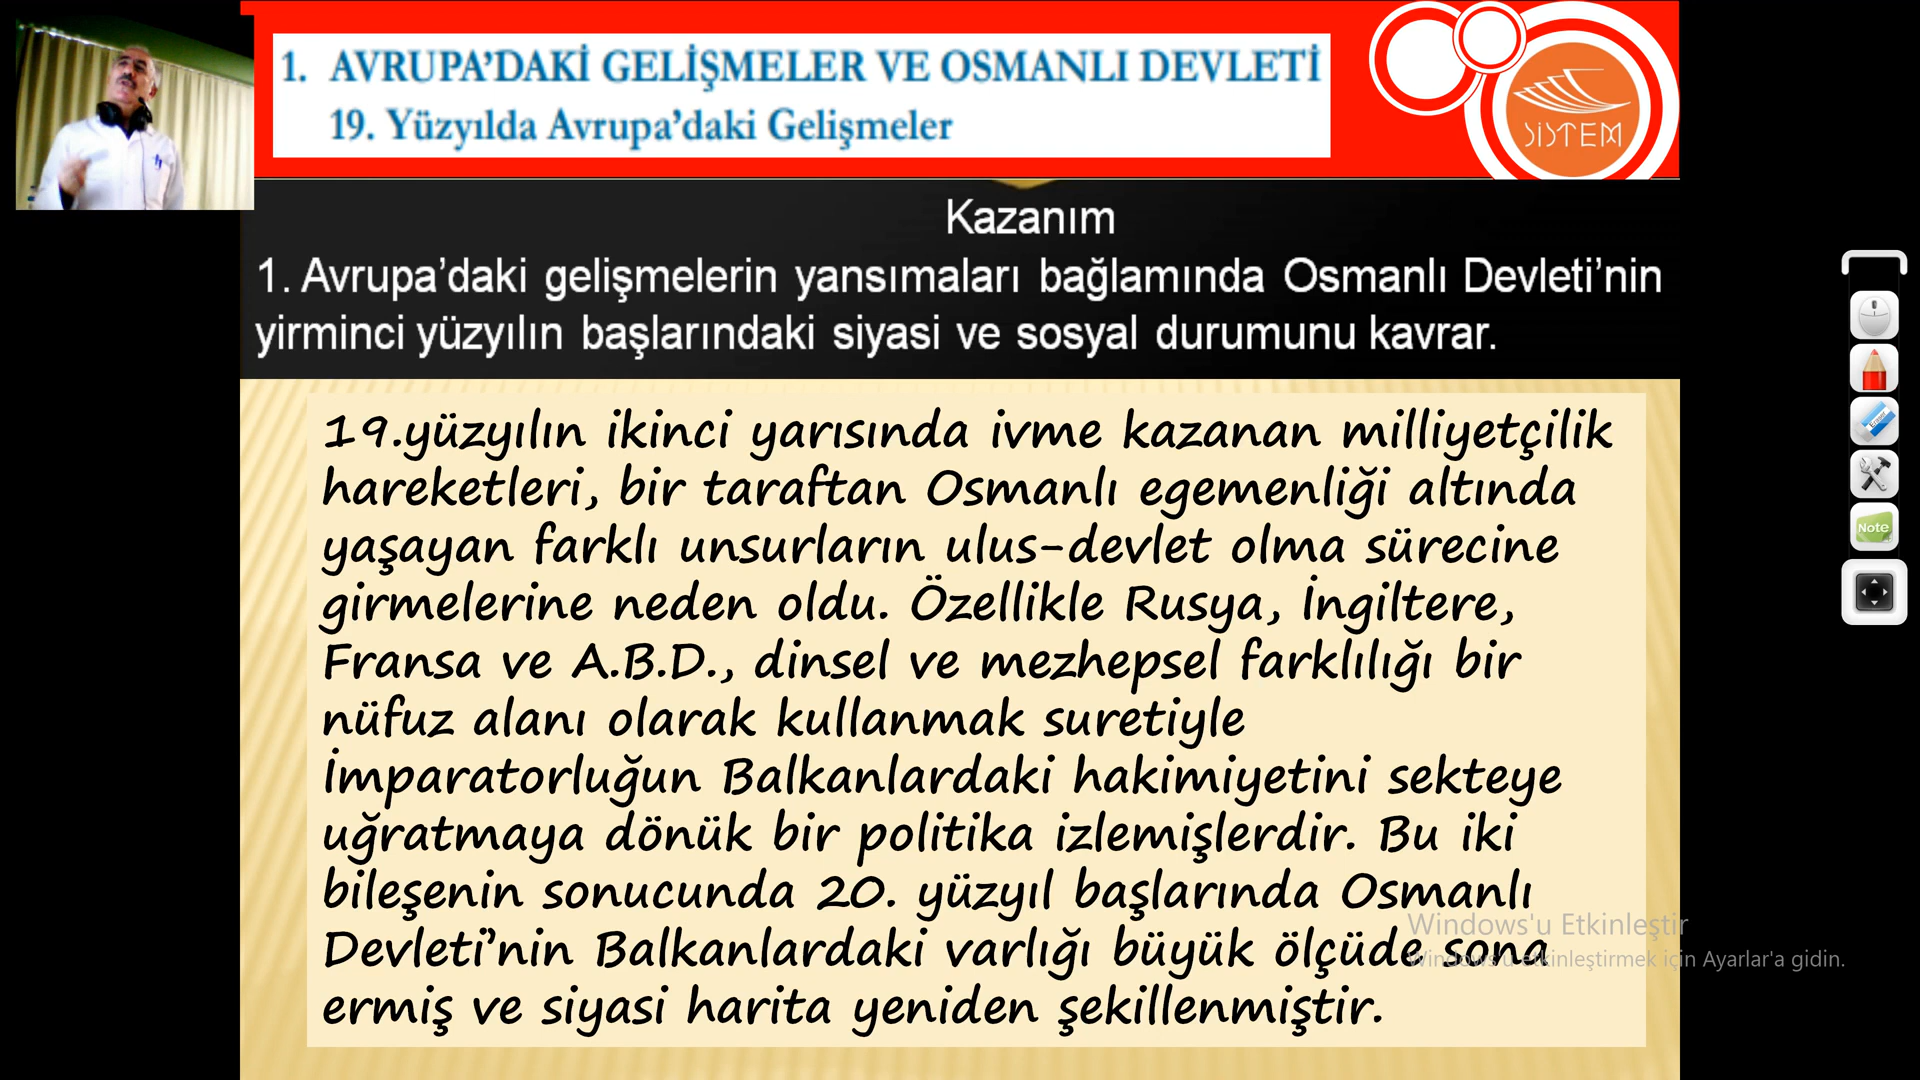 1. AVRUPA’DAKİ GELİŞMELER VE OSMANLI DEVLETİ
19. Yüzyılda Avrupa’daki Gelişmeler
SİSTEM
Kazanım
1. Avrupa’daki gelişmelerin yansımaları bağlamında Osmanlı Devleti’nin
yirminci yüzyılın başlarındaki siyasi ve sosyal durumunu kavrar.
19.yüzyılın ikinci yarısında ivme kazanan milliyetçilik
hareketleri, bir taraftan Osmanlı egemenliği altında
yaşayan farklı unsurların ulus-devlet olma sürecine
girmelerine neden oldu. Özellikle Rusya, İngiltere,
Fransa ve A.B.D., dinsel ve mezhepsel farklılığı bir
nüfuz alanı olarak kullanmak suretiyle
İmparatorluğun Balkanlardaki hakimiyetini sekteye
uğratmaya dönük bir politika izlemişlerdir. Bu iki
bileşenin sonucunda 20. yüzyıl başlarında Osmanlı
Devleti’nin Balkanlardaki varlığı büyük ölçüde sona
ermiş ve siyasi harita yeniden şekillenmiştir.
Windows'u Etkinleştir
Windows'u etkinleştirmek için Ayarlar'a gidin.
Note